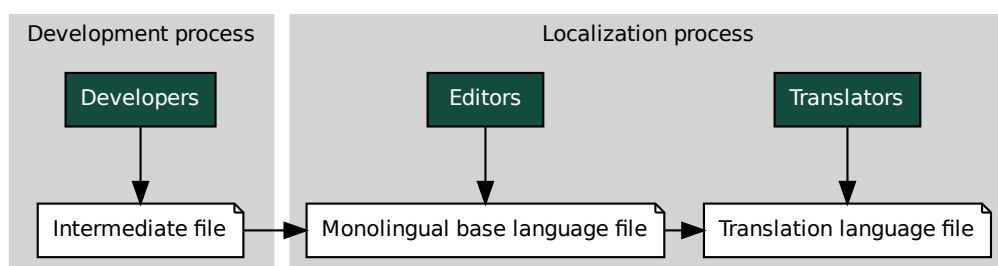 Development process
Localization process
Developers
Editors
Translators
Intermediate file
Monolingual base language file
Translation language file